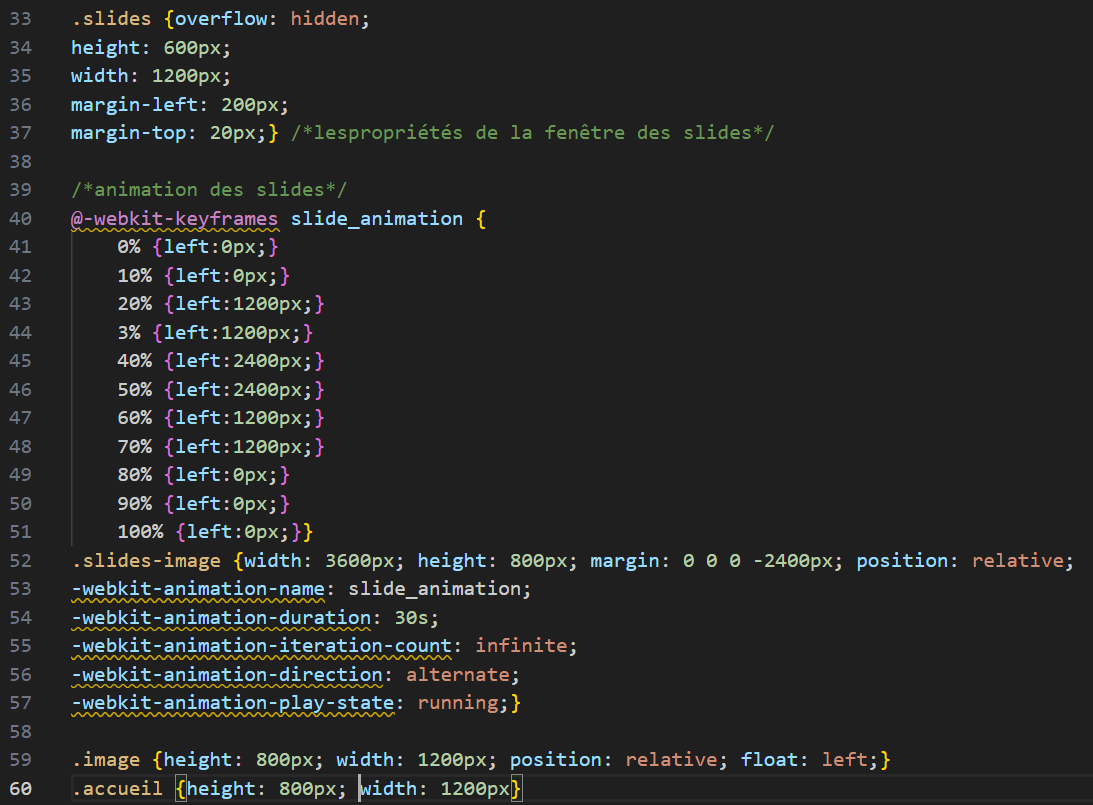 33 .slides {overflow: hidden;
34 height: 600px;
35 width: 1200px;
36 margin-left: 200px;
37 margin-top: 20px;} /*lespropriétés de la fenêtre des slides*/
38
39 /*animation des slides*/
40 @-webkit-keyframes slide_animation {
41 0% {left:0px;}
42 10% {left:0px;}
43 20% {left:1200px;}
44 3% {left:1200px;}
45 40% {left:2400px;}
46 50% {left:2400px;}
47 60% {left:1200px;}
48 70% {left:1200px;}
49 80% {left:0px;}
50 90% {left:0px;}
51 100% {left:0px;}}
52 .slides-image {width: 3600px; height: 800px; margin: 0 0 0 -2400px; position: relative;
53 -webkit-animation-name: slide_animation;
54 -webkit-animation-duration: 30s;
55 -webkit-animation-iteration-count: infinite;
56 -webkit-animation-direction: alternate;
57 -webkit-animation-play-state: running;}
58
59 .image {height: 800px; width: 1200px; position: relative; float: left;}
60 .accueil {height: 800px; width: 1200px}